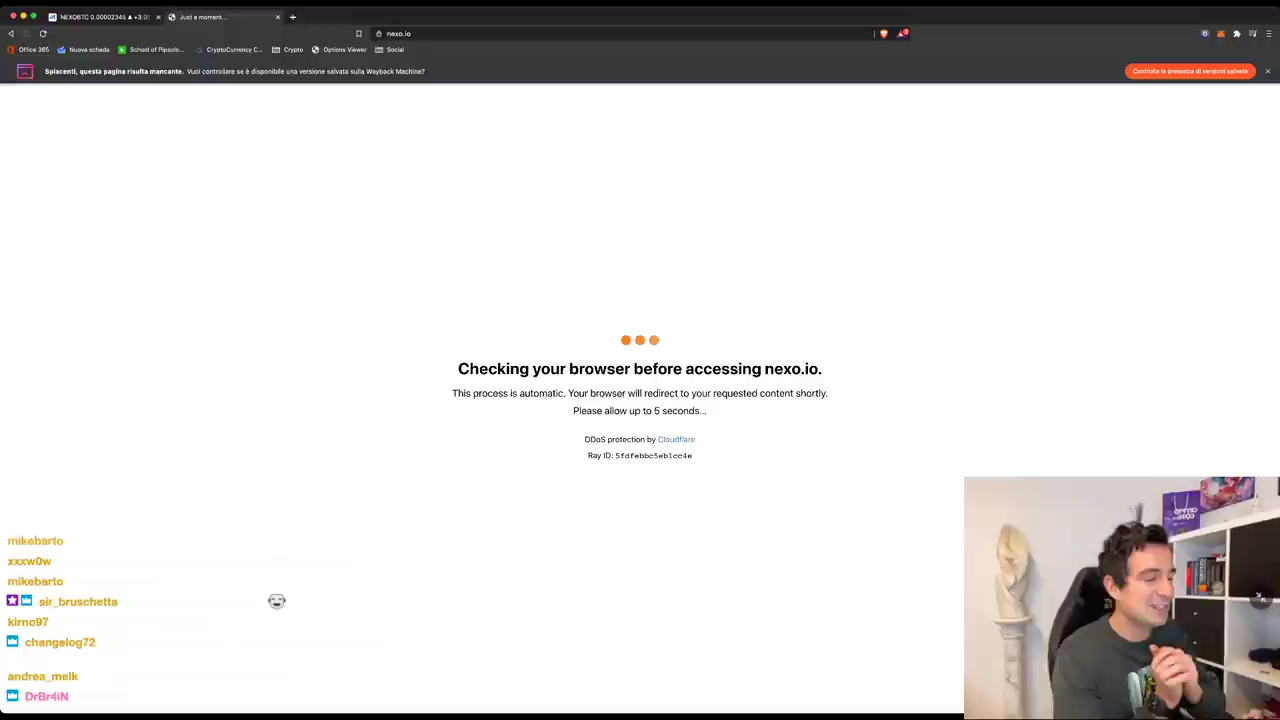 NEXOBTC 0.00002345 ▲ +3.0
Just a moment...
nexo.io
Office 365
Nuova scheda
School of Pipsolo...
CryptoCurrency C...
Crypto
Options Viewer
Social
Spiacenti, questa pagina risulta mancante. Vuoi controllare se è disponibile una versione salvata sulla Wayback Machine?
Controlla la presenza di versioni salvate
Checking your browser before accessing nexo.io.
This process is automatic. Your browser will redirect to your requested content shortly.
Please allow up to 5 seconds...
DDoS protection by Cloudflare
Ray ID: 5fdfebbc5eb1cc4e
mikebarto
xxxw0w
mikebarto
sir_bruschetta
kirno97
changelog72
andrea_melk
DrBr4iN